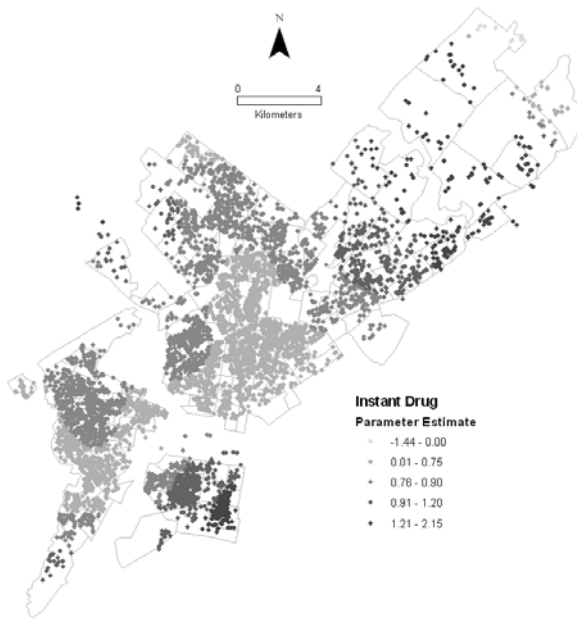 N
0 4
Kilometers
Instant Drug
Parameter Estimate
-1.44 - 0.00
0.01 - 0.75
0.76 - 0.90
0.91 - 1.20
1.21 - 2.15